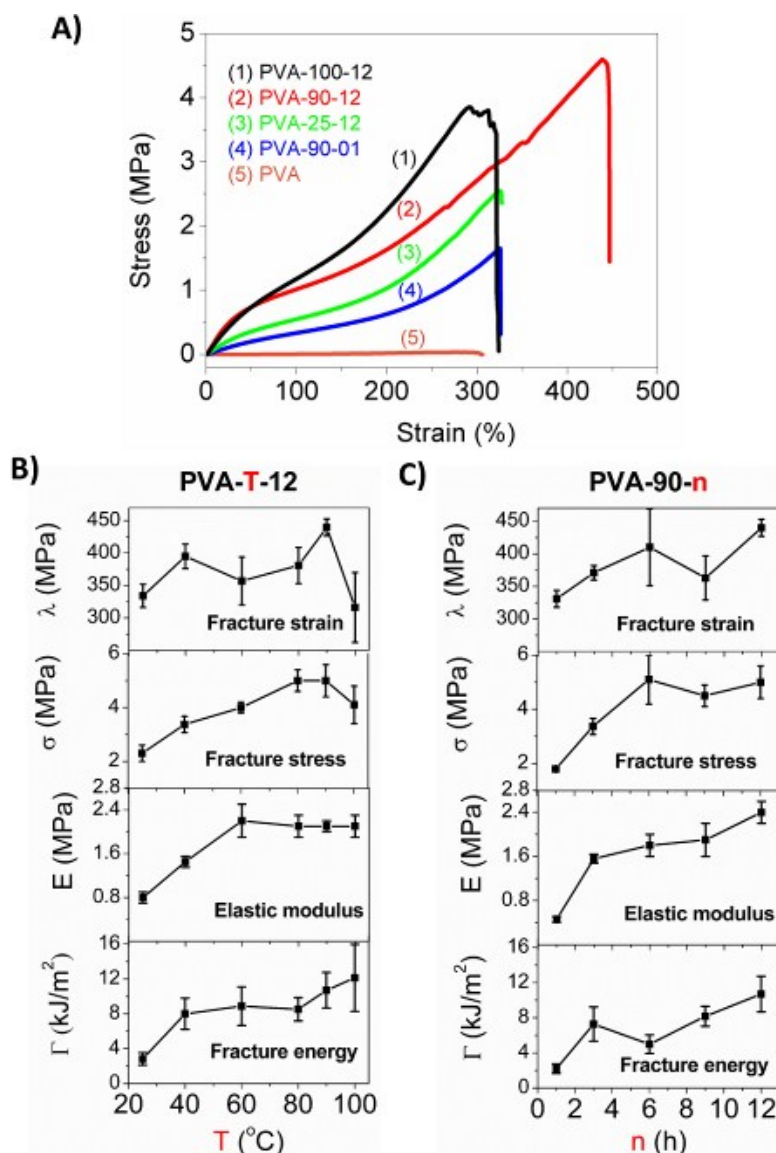 A)
5
4
3
2
1
0
Stress (MPa)
(1) PVA-100-12
(2) PVA-90-12
(3) PVA-25-12
(4) PVA-90-01
(5) PVA
(1)
(2)
(3)
(4)
(5)
0 100 200 300 400 500
Strain (%)
B)
PVA-T-12
450
400
350
300
λ (MPa)
Fracture strain
6
4
2
σ (MPa)
Fracture stress
2.8
2.4
1.6
0.8
E (MPa)
Elastic modulus
16
12
8
4
0
Γ (kJ/m²)
Fracture energy
20 40 60 80 100
T (°C)
C)
PVA-90-n
450
400
350
300
λ (MPa)
Fracture strain
6
4
2
σ (MPa)
Fracture stress
2.8
2.4
1.6
0.8
E (MPa)
Elastic modulus
16
12
8
4
0
Γ (kJ/m²)
Fracture energy
0 2 4 6 8 10 12
n (h)